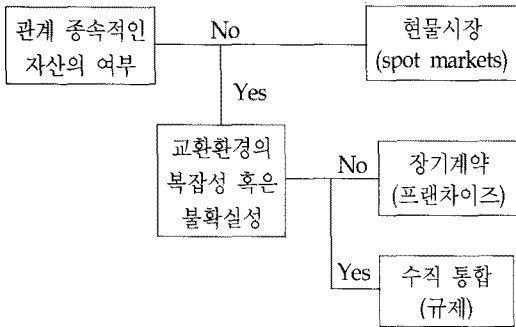 관계 종속적인
자산의 여부
No
현물시장
(spot markets)
Yes
교환환경의
복잡성 혹은
불확실성
No
장기계약
(프랜차이즈)
Yes
수직 통합
(규제)